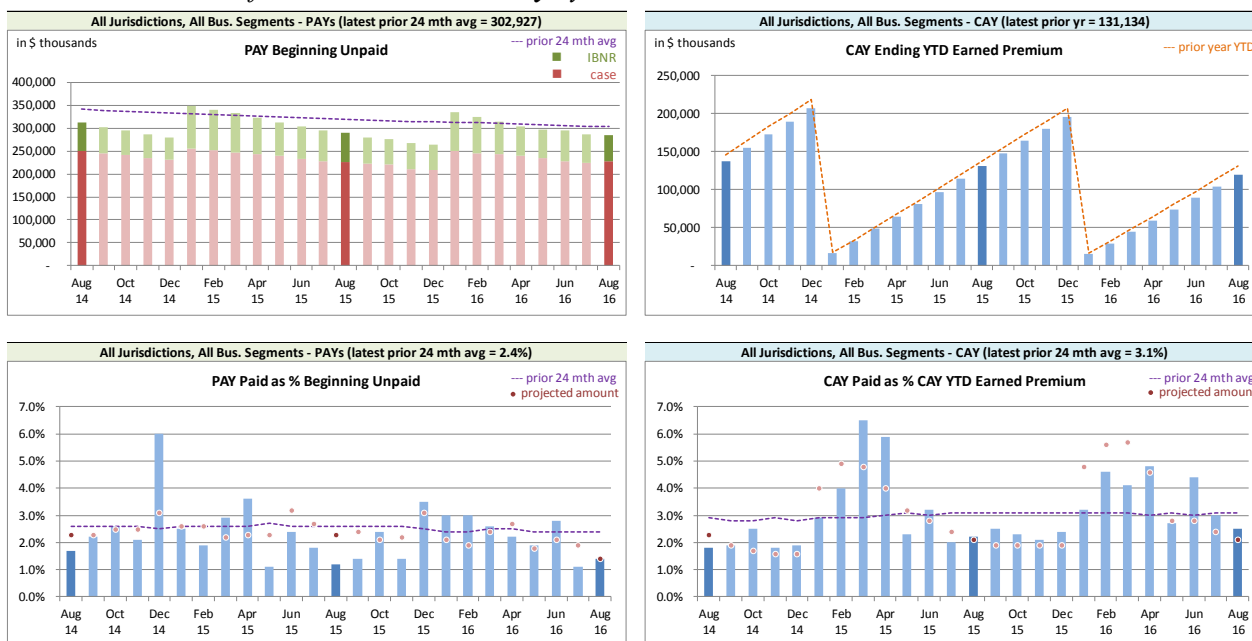 All Jurisdictions, All Bus. Segments - PAYs (latest prior 24 mth avg = 302,927)
in $ thousands
PAY Beginning Unpaid
--- prior 24 mth avg
IBNR
case
400,000
350,000
300,000
250,000
200,000
150,000
100,000
50,000
-
Aug Oct Dec Feb Apr Jun Aug Oct Dec Feb Apr Jun Aug
14 14 14 15 15 15 15 15 15 16 16 16 16
All Jurisdictions, All Bus. Segments - CAY (latest prior yr = 131,134)
in $ thousands
CAY Ending YTD Earned Premium
--- prior year YTD
250,000
200,000
150,000
100,000
50,000
-
Aug Oct Dec Feb Apr Jun Aug Oct Dec Feb Apr Jun Aug
14 14 14 15 15 15 15 15 15 16 16 16 16
All Jurisdictions, All Bus. Segments - PAYs (latest prior 24 mth avg = 2.4%)
PAY Paid as % Beginning Unpaid
--- prior 24 mth avg
• projected amount
7.0%
6.0%
5.0%
4.0%
3.0%
2.0%
1.0%
0.0%
Aug Oct Dec Feb Apr Jun Aug Oct Dec Feb Apr Jun Aug
14 14 14 15 15 15 15 15 15 16 16 16 16
All Jurisdictions, All Bus. Segments - CAY (latest prior 24 mth avg = 3.1%)
CAY Paid as % CAY YTD Earned Premium
--- prior 24 mth avg
• projected amount
7.0%
6.0%
5.0%
4.0%
3.0%
2.0%
1.0%
0.0%
Aug Oct Dec Feb Apr Jun Aug Oct Dec Feb Apr Jun Aug
14 14 14 15 15 15 15 15 15 16 16 16 16